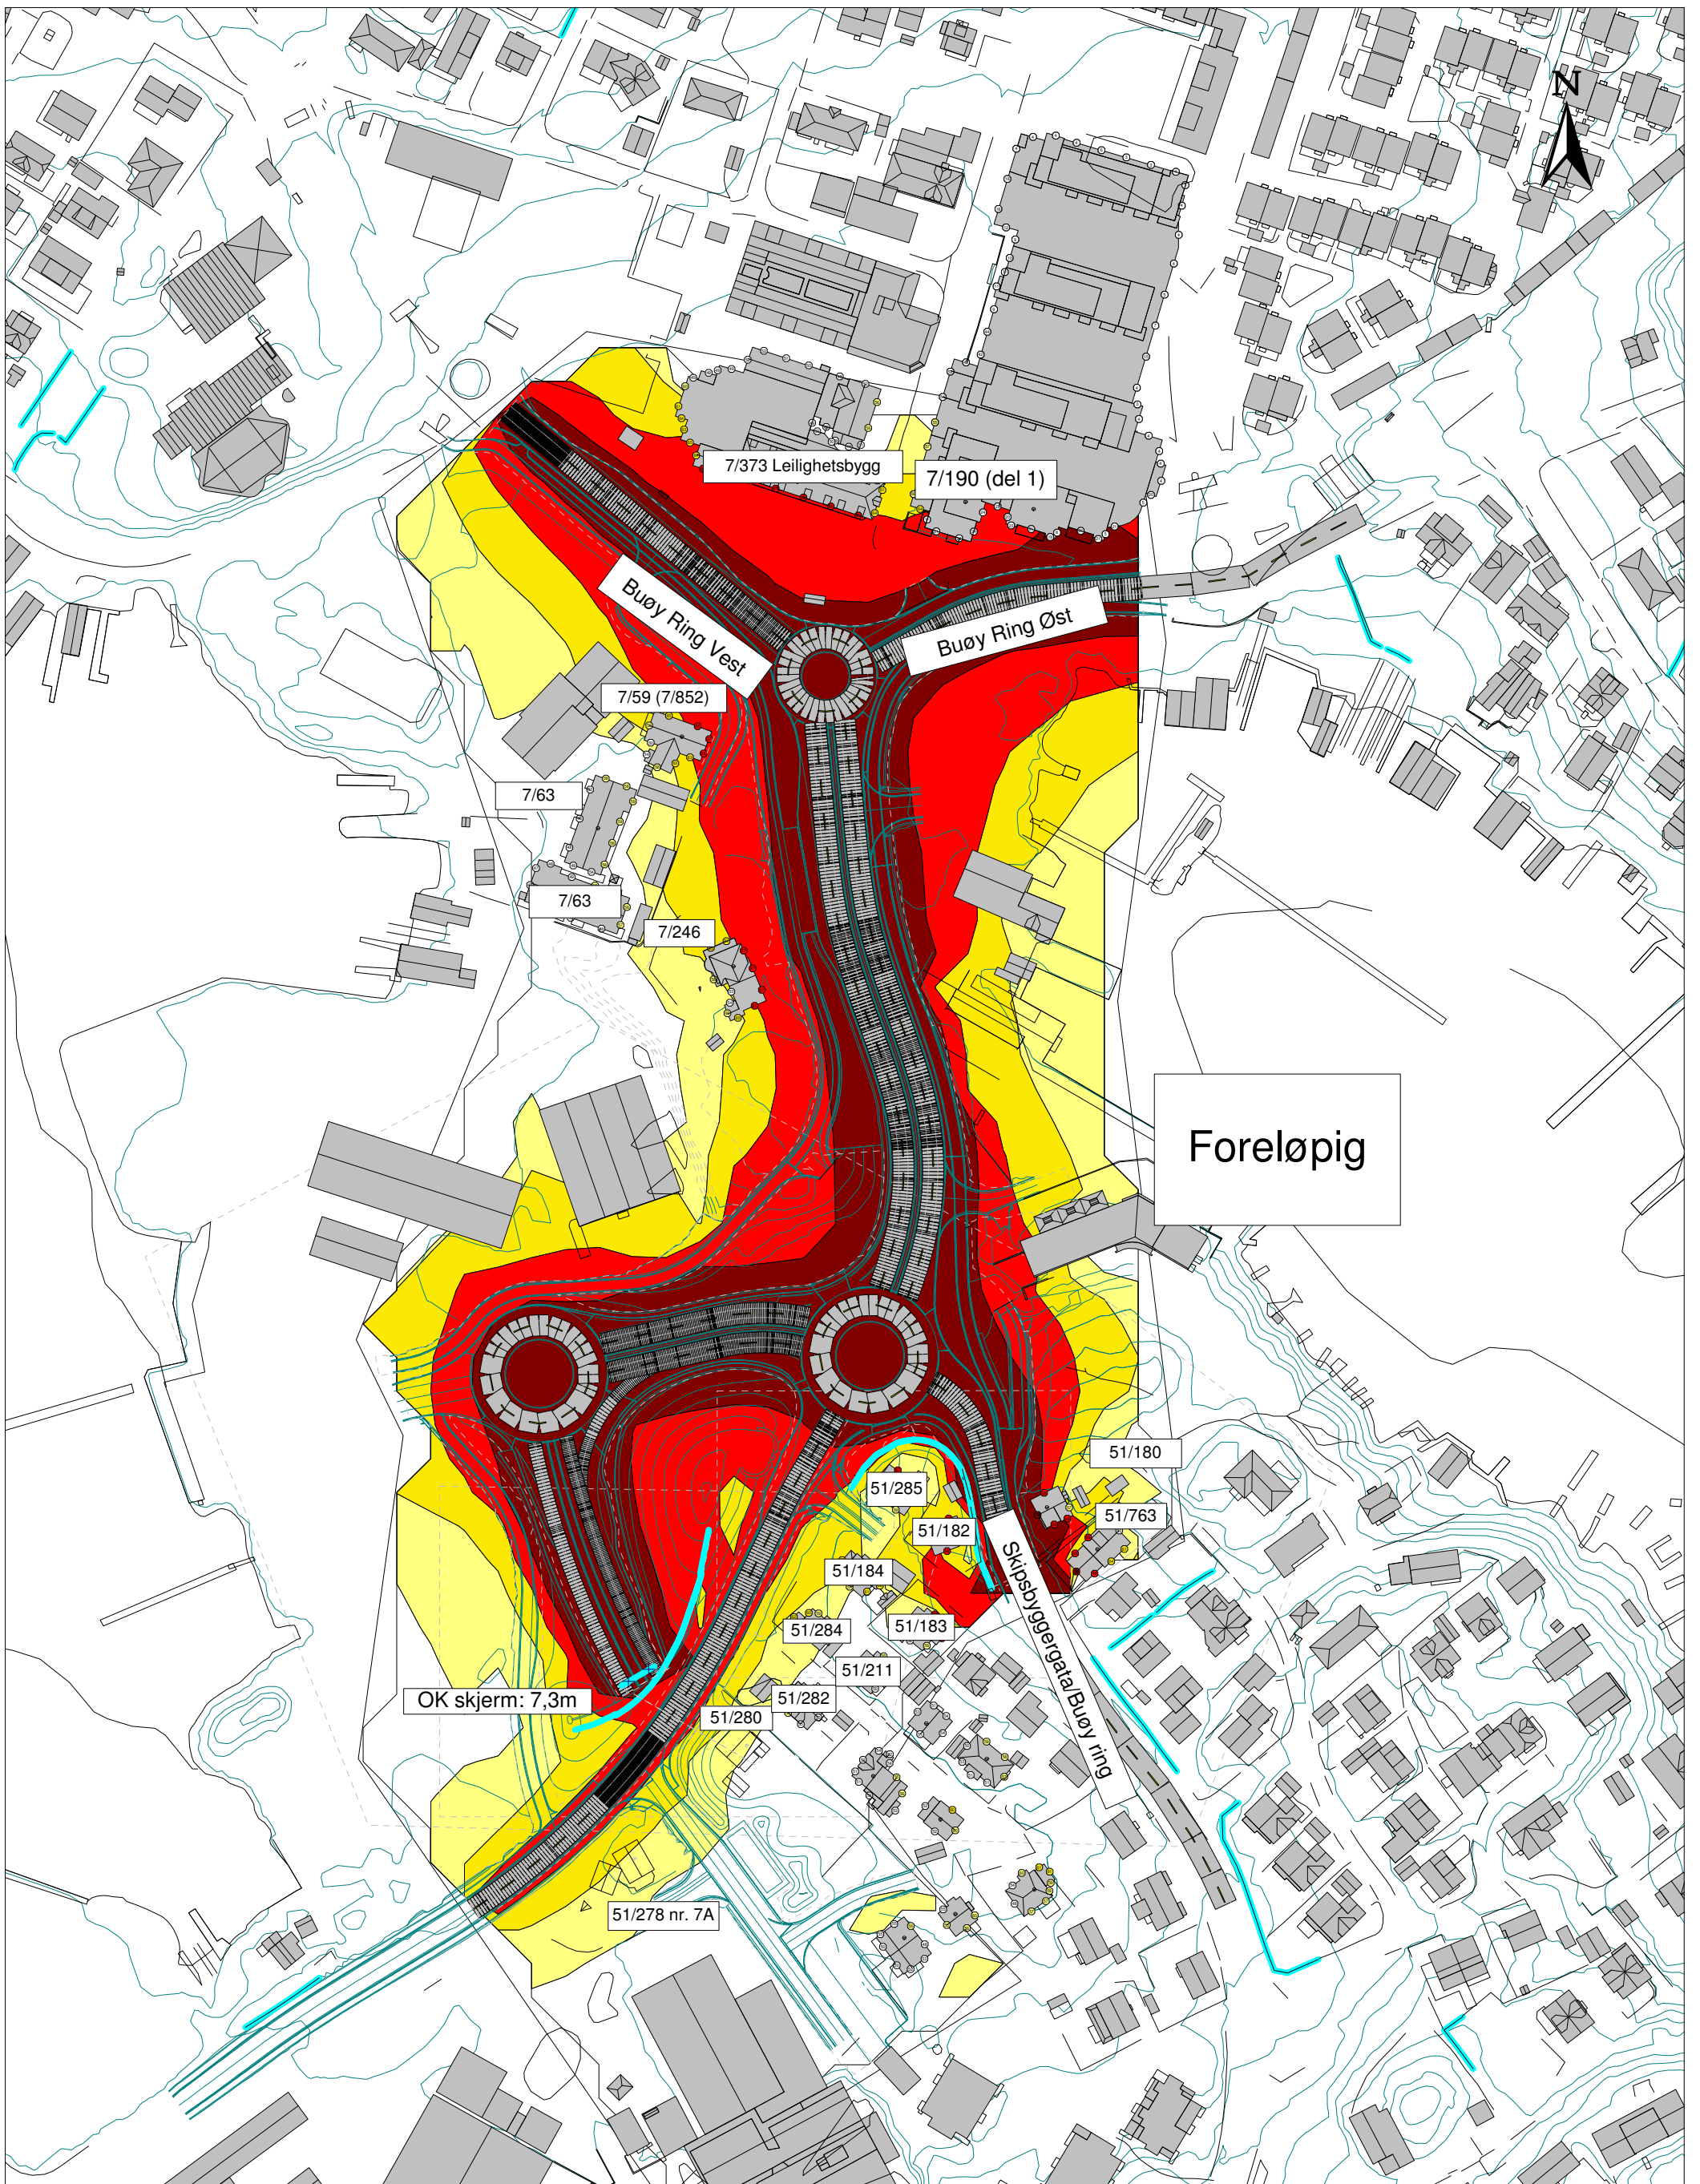 N
7/373 Leilighetsbygg
7/190 (del 1)
Buøy Ring Vest
Buøy Ring Øst
7/59 (7/852)
7/63
7/63
7/246
Foreløpig
51/180
51/285
51/763
51/182
51/184
Skipsbyggergata/Buøy ring
51/183
51/284
51/211
51/282
OK skjerm: 7,3m
51/280
51/278 nr. 7A